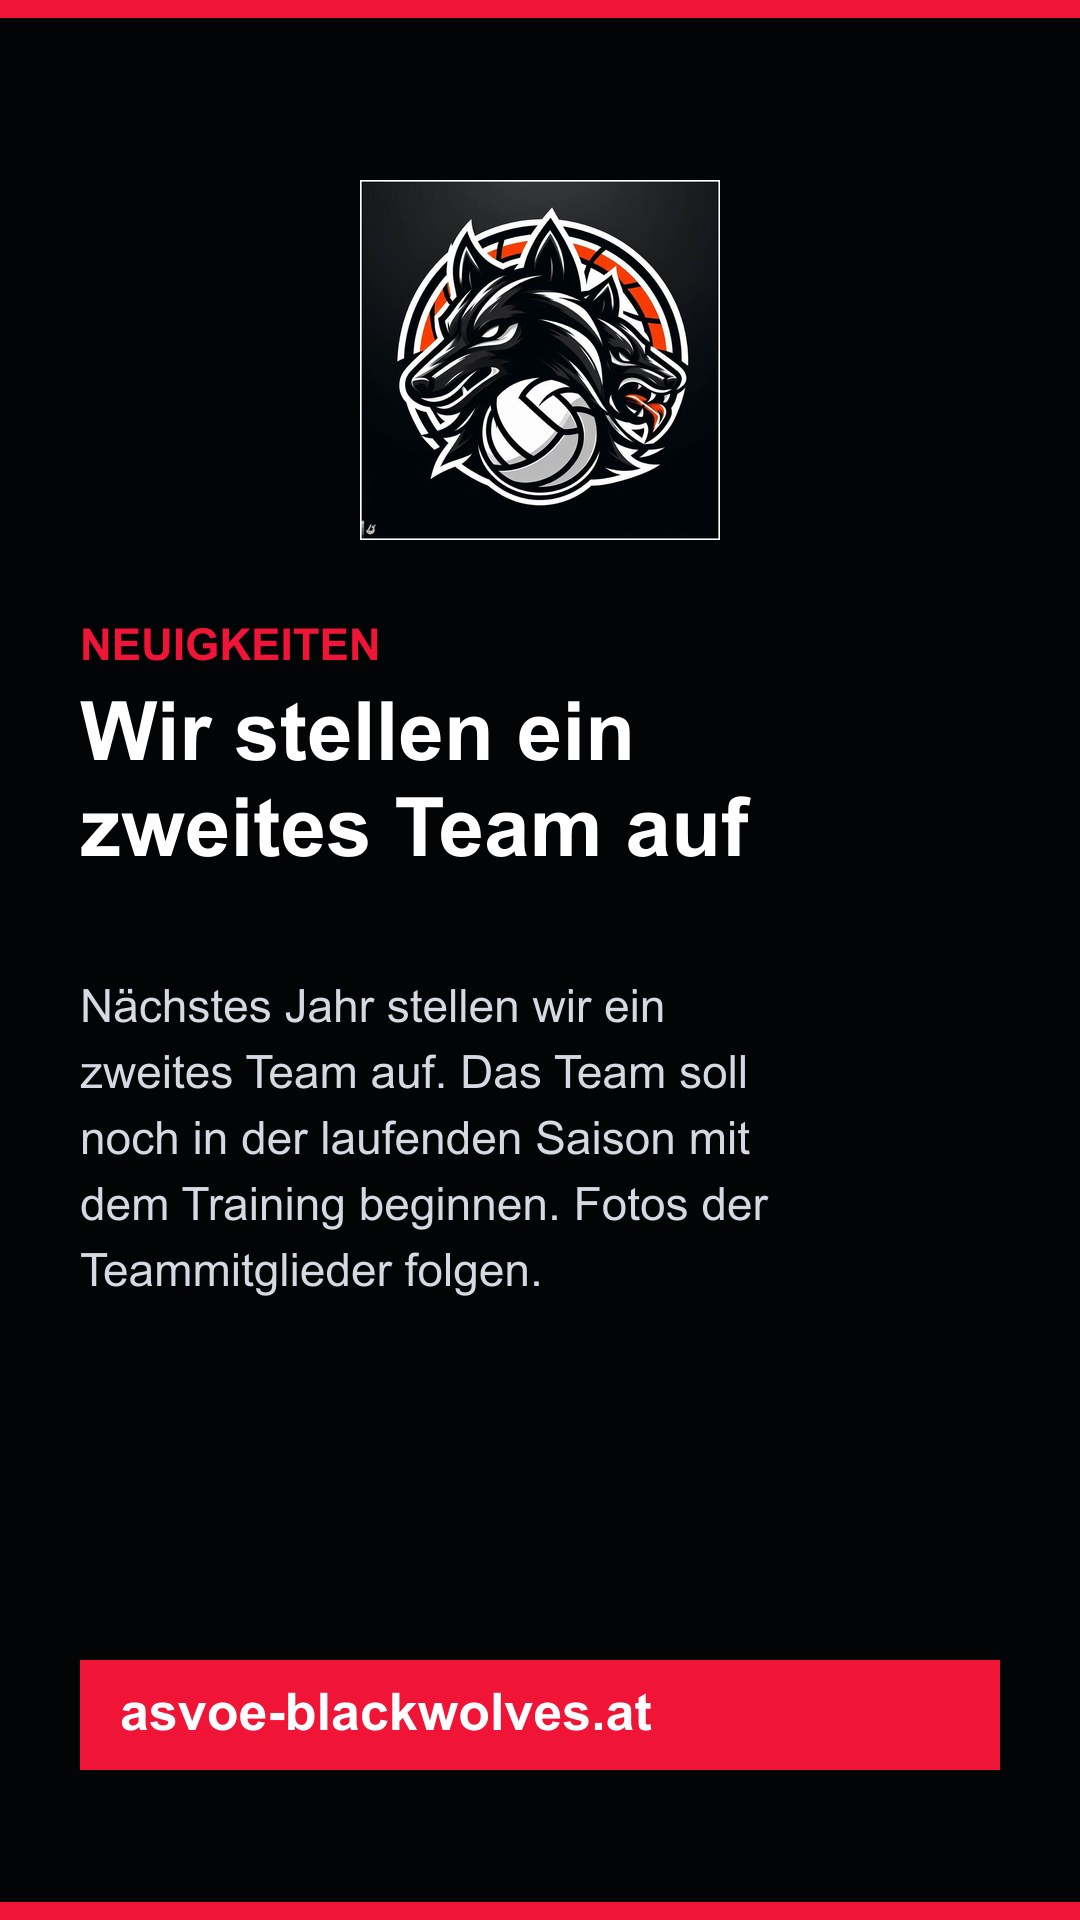 NEUIGKEITEN
Wir stellen ein
zweites Team auf
Nächstes Jahr stellen wir ein
zweites Team auf. Das Team soll
noch in der laufenden Saison mit
dem Training beginnen. Fotos der
Teammitglieder folgen.
asvoe-blackwolves.at